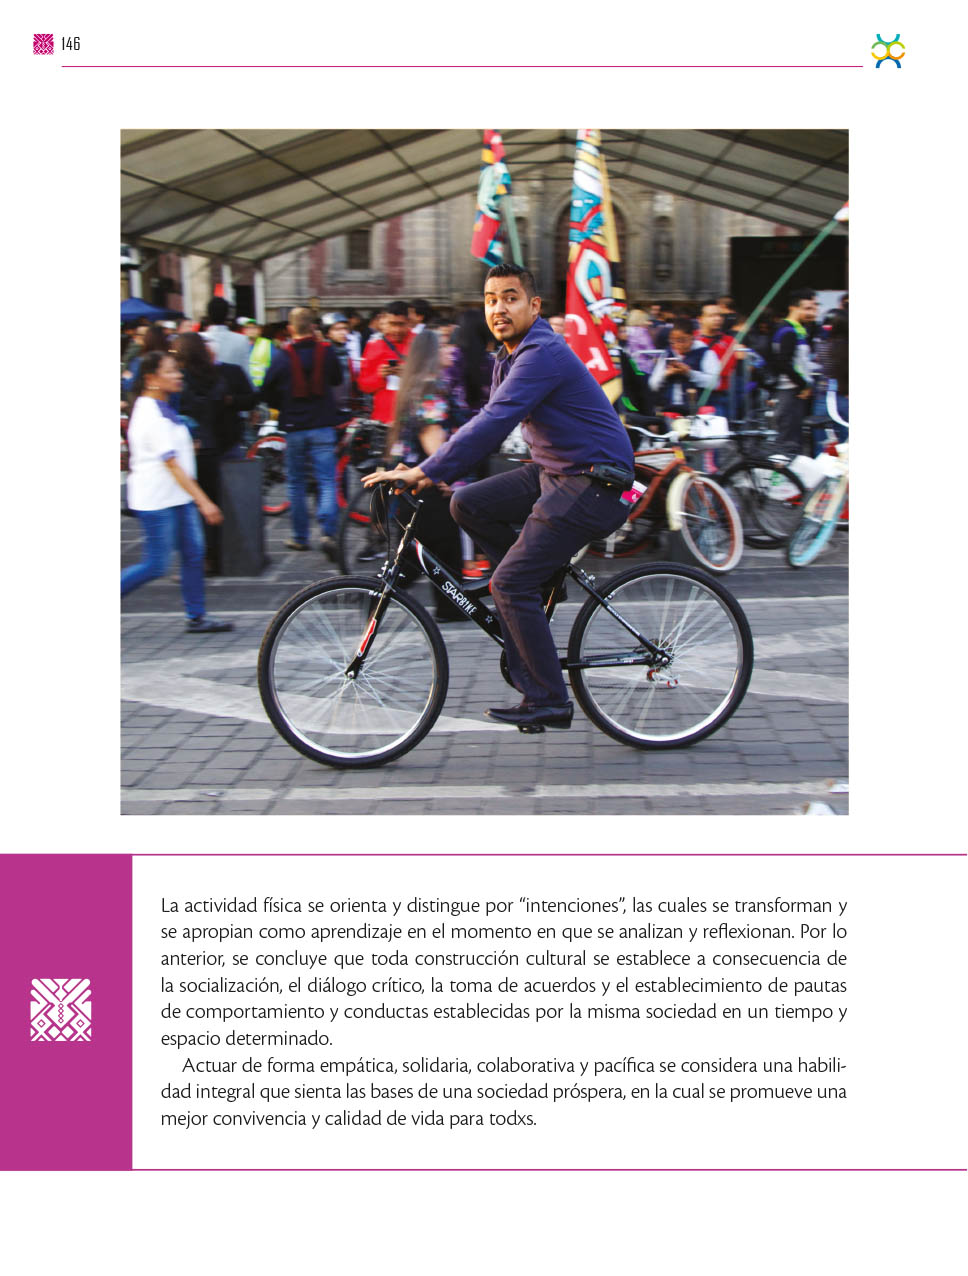 146
STARBIKE
La actividad física se orienta y distingue por “intenciones”, las cuales se transforman y
se apropian como aprendizaje en el momento en que se analizan y reflexionan. Por lo
anterior, se concluye que toda construcción cultural se establece a consecuencia de
la socialización, el diálogo crítico, la toma de acuerdos y el establecimiento de pautas
de comportamiento y conductas establecidas por la misma sociedad en un tiempo y
espacio determinado.
Actuar de forma empática, solidaria, colaborativa y pacífica se considera una habili-
dad integral que sienta las bases de una sociedad próspera, en la cual se promueve una
mejor convivencia y calidad de vida para todxs.